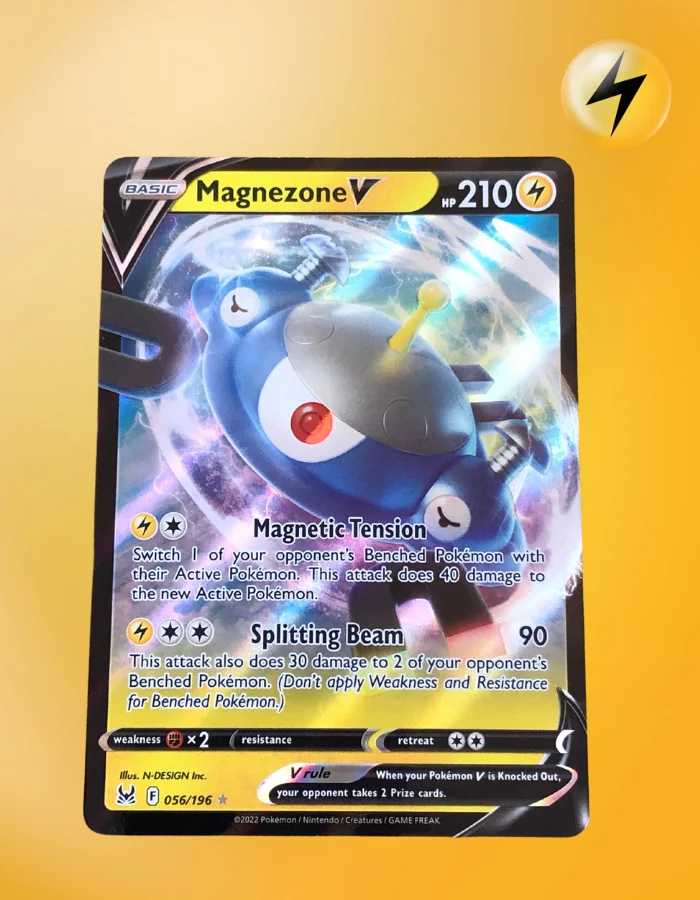 BASIC Magnezone V HP 210
Magnetic Tension
Switch 1 of your opponent's Benched Pokémon with
their Active Pokémon. This attack does 40 damage to
the new Active Pokémon.
Splitting Beam 90
This attack also does 30 damage to 2 of your opponent's
Benched Pokémon. (Don't apply Weakness and Resistance
for Benched Pokémon.)
weakness ×2 resistance retreat
Illus. N-DESIGN Inc.
V rule When your Pokémon V is Knocked Out,
your opponent takes 2 Prize cards.
F 056/196
©2022 Pokémon / Nintendo / Creatures / GAME FREAK